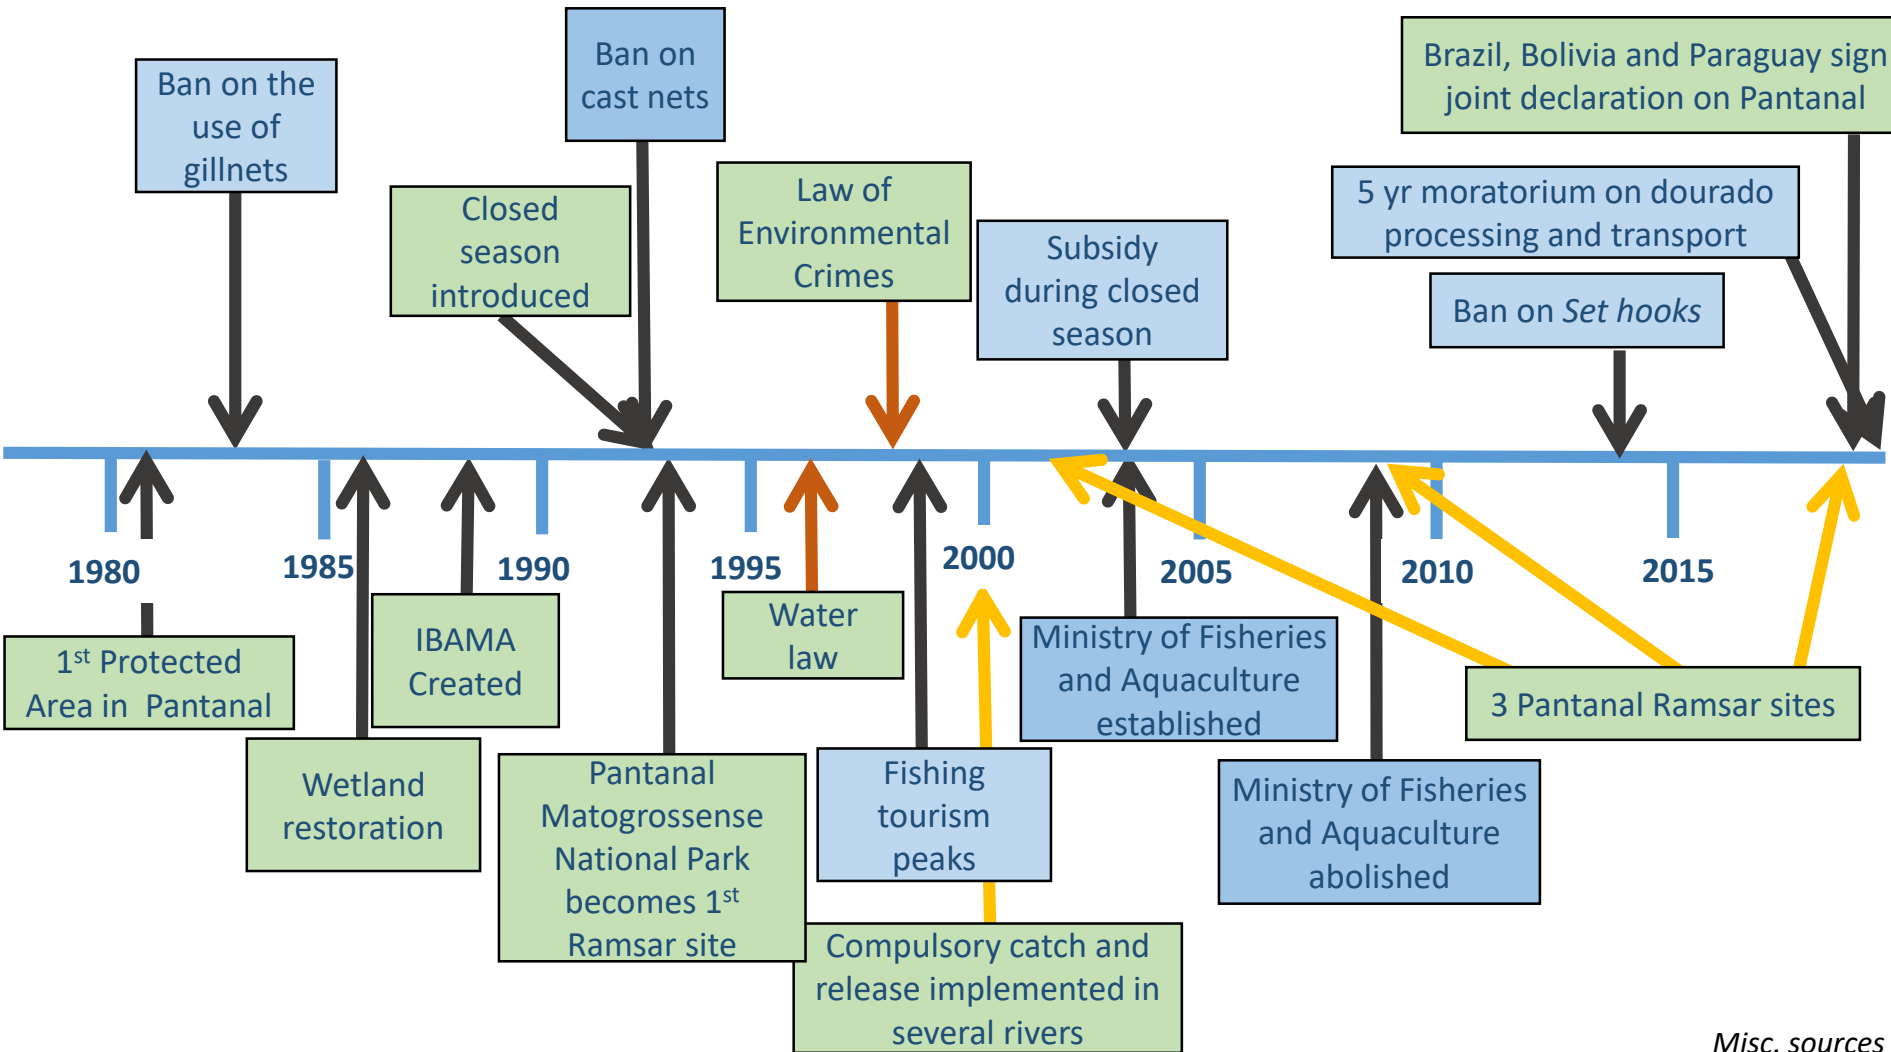 Ban on the
use of
gillnets
Ban on
cast nets
Brazil, Bolivia and Paraguay sign
joint declaration on Pantanal
Closed
season
introduced
Law of
Environmental
Crimes
Subsidy
during closed
season
5 yr moratorium on dourado
processing and transport
Ban on Set hooks
1980
1985
1990
1995
2000
2005
2010
2015
1st Protected
Area in Pantanal
IBAMA
Created
Water
law
Ministry of Fisheries
and Aquaculture
established
3 Pantanal Ramsar sites
Wetland
restoration
Pantanal
Matogrossense
National Park
becomes 1st
Ramsar site
Fishing
tourism
peaks
Ministry of Fisheries
and Aquaculture
abolished
Compulsory catch and
release implemented in
several rivers
Misc. sources